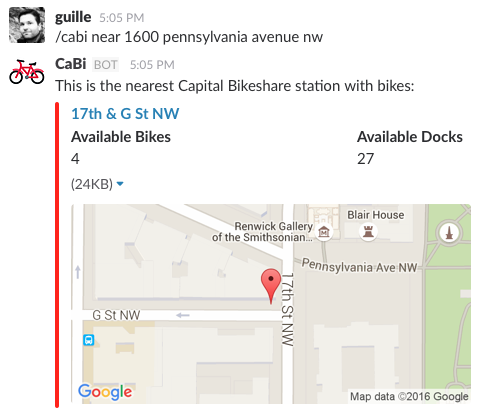 guille 5:05 PM
/cabi near 1600 pennsylvania avenue nw
CaBi BOT 5:05 PM
This is the nearest Capital Bikeshare station with bikes:
17th & G St NW
Available Bikes Available Docks
4 27
(24KB)
Blair House
Renwick Gallery
of the Smithsonian...
Pennsylvania Ave NW
17th St NW
G St NW
Google
Map data ©2016 Google